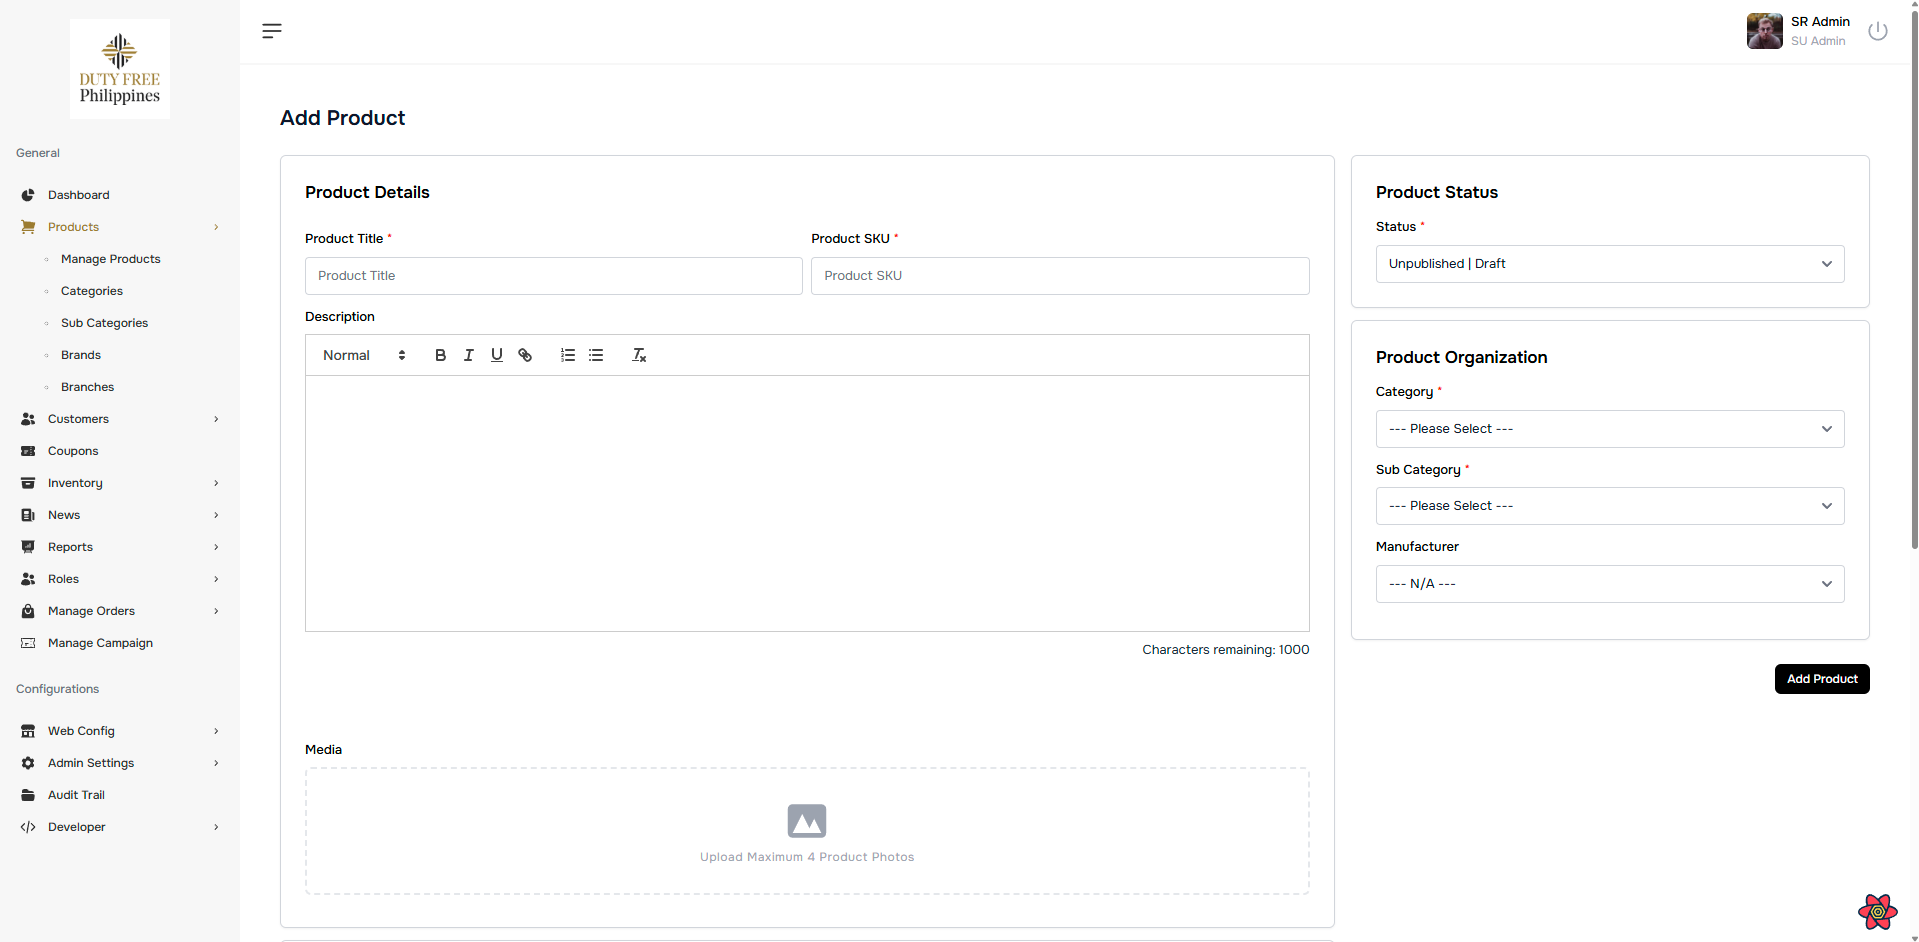 DUTY FREE
Philippines
SR Admin
SU Admin
General
Dashboard
Products
Manage Products
Categories
Sub Categories
Brands
Branches
Customers
Coupons
Inventory
News
Reports
Roles
Manage Orders
Manage Campaign
Configurations
Web Config
Admin Settings
Audit Trail
Developer
Add Product
Product Details
Product Title *
Product SKU *
Product Title
Product SKU
Description
Normal
Characters remaining: 1000
Media
Upload Maximum 4 Product Photos
Product Status
Status *
Unpublished | Draft
Product Organization
Category *
--- Please Select ---
Sub Category *
--- Please Select ---
Manufacturer
--- N/A ---
Add Product